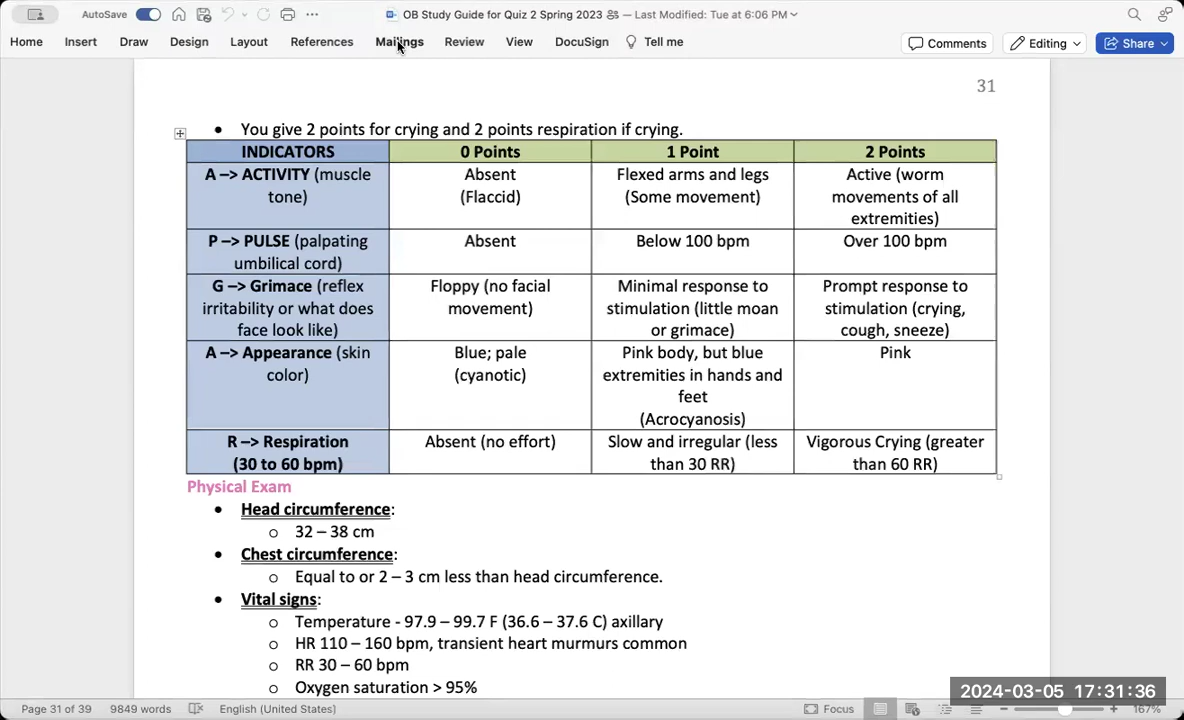 AutoSave
OB Study Guide for Quiz 2 Spring 2023 — Last Modified: Tue at 6:06 PM
Home Insert Draw Design Layout References Mailings Review View DocuSign Tell me
Comments Editing Share
31
• You give 2 points for crying and 2 points respiration if crying.
INDICATORS 0 Points 1 Point 2 Points
A –> ACTIVITY (muscle Absent Flexed arms and legs Active (worm
tone) (Flaccid) (Some movement) movements of all
extremities)
P –> PULSE (palpating Absent Below 100 bpm Over 100 bpm
umbilical cord)
G –> Grimace (reflex Floppy (no facial Minimal response to Prompt response to
irritability or what does movement) stimulation (little moan stimulation (crying,
face look like) or grimace) cough, sneeze)
A –> Appearance (skin Blue; pale Pink body, but blue Pink
color) (cyanotic) extremities in hands and
feet
(Acrocyanosis)
R –> Respiration Absent (no effort) Slow and irregular (less Vigorous Crying (greater
(30 to 60 bpm) than 30 RR) than 60 RR)
Physical Exam
• Head circumference:
o 32 – 38 cm
• Chest circumference:
o Equal to or 2 – 3 cm less than head circumference.
• Vital signs:
o Temperature - 97.9 – 99.7 F (36.6 – 37.6 C) axillary
o HR 110 – 160 bpm, transient heart murmurs common
o RR 30 – 60 bpm
o Oxygen saturation > 95%
2024-03-05 17:31:36
Page 31 of 39 9849 words English (United States) Focus 167%